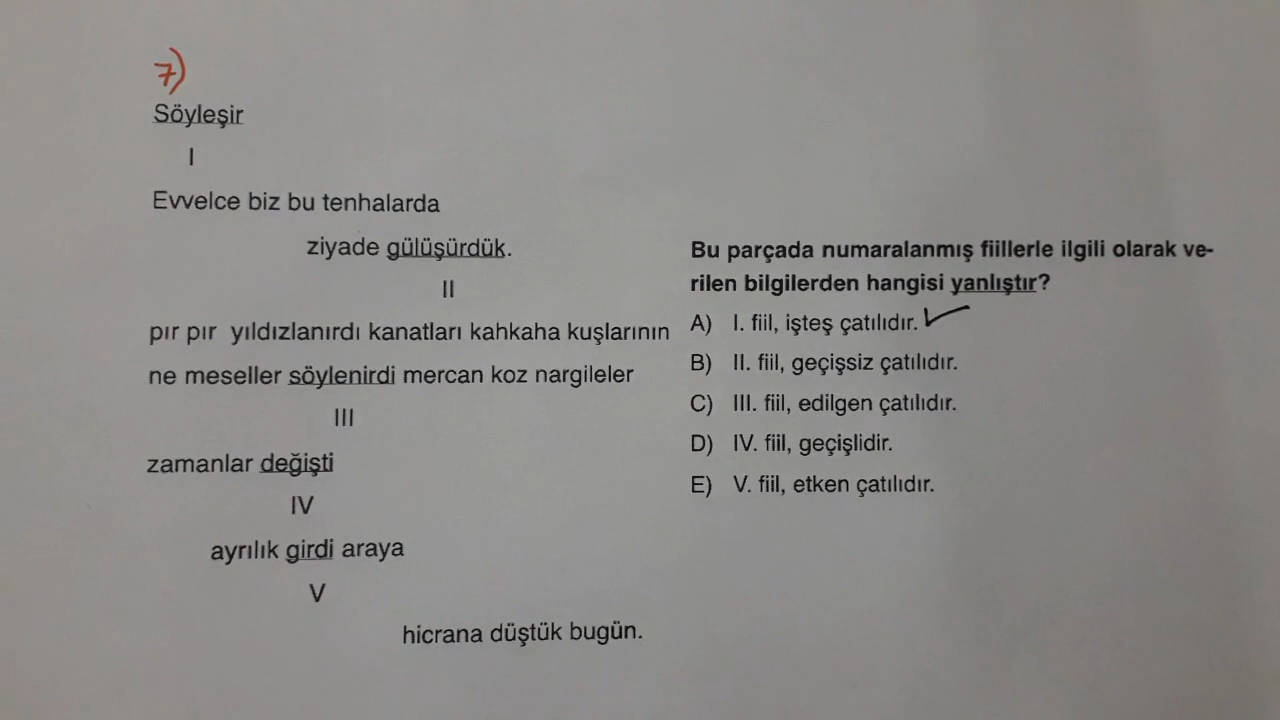 7)
Söyleşir
I
Evvelce biz bu tenhalarda
ziyade gülüşürdük.
II
pır pır yıldızlanırdı kanatları kahkaha kuşlarının
ne meseller söylenirdi mercan koz nargileler
III
zamanlar değişti
IV
ayrılık girdi araya
V
hicrana düştük bugün.
Bu parçada numaralanmış fiillerle ilgili olarak ve-
rilen bilgilerden hangisi yanlıştır?
A) I. fiil, işteş çatılıdır.
B) II. fiil, geçişsiz çatılıdır.
C) III. fiil, edilgen çatılıdır.
D) IV. fiil, geçişlidir.
E) V. fiil, etken çatılıdır.